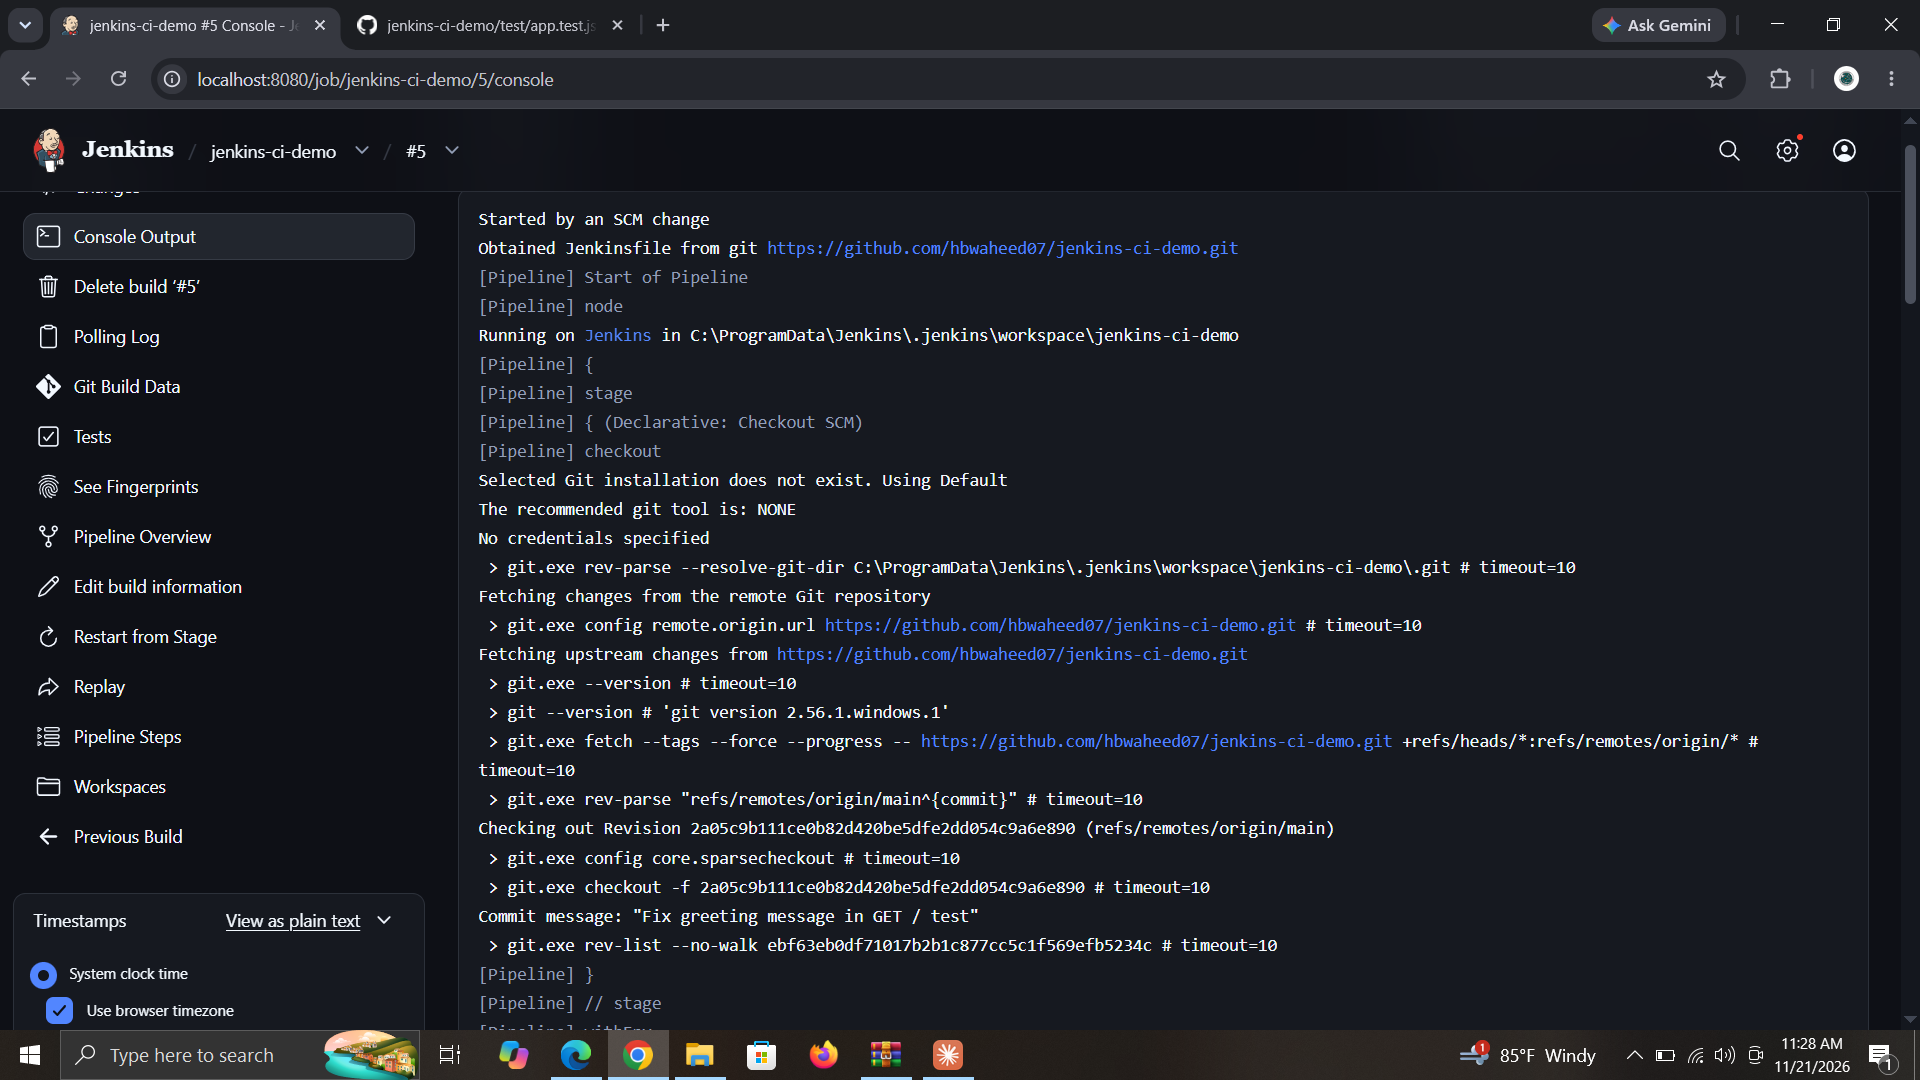 jenkins-ci-demo #5 Console - Je
jenkins-ci-demo/test/app.test.js
Ask Gemini
localhost:8080/job/jenkins-ci-demo/5/console
Jenkins / jenkins-ci-demo / #5
Changes
Console Output
Delete build ‘#5’
Polling Log
Git Build Data
Tests
See Fingerprints
Pipeline Overview
Edit build information
Restart from Stage
Replay
Pipeline Steps
Workspaces
Previous Build
Timestamps View as plain text
System clock time
Use browser timezone
Started by an SCM change
Obtained Jenkinsfile from git https://github.com/hbwaheed07/jenkins-ci-demo.git
[Pipeline] Start of Pipeline
[Pipeline] node
Running on Jenkins in C:\ProgramData\Jenkins\.jenkins\workspace\jenkins-ci-demo
[Pipeline] {
[Pipeline] stage
[Pipeline] { (Declarative: Checkout SCM)
[Pipeline] checkout
Selected Git installation does not exist. Using Default
The recommended git tool is: NONE
No credentials specified
> git.exe rev-parse --resolve-git-dir C:\ProgramData\Jenkins\.jenkins\workspace\jenkins-ci-demo\.git # timeout=10
Fetching changes from the remote Git repository
> git.exe config remote.origin.url https://github.com/hbwaheed07/jenkins-ci-demo.git # timeout=10
Fetching upstream changes from https://github.com/hbwaheed07/jenkins-ci-demo.git
> git.exe --version # timeout=10
> git --version # 'git version 2.56.1.windows.1'
> git.exe fetch --tags --force --progress -- https://github.com/hbwaheed07/jenkins-ci-demo.git +refs/heads/*:refs/remotes/origin/* #
timeout=10
> git.exe rev-parse "refs/remotes/origin/main^{commit}" # timeout=10
Checking out Revision 2a05c9b111ce0b82d420be5dfe2dd054c9a6e890 (refs/remotes/origin/main)
> git.exe config core.sparsecheckout # timeout=10
> git.exe checkout -f 2a05c9b111ce0b82d420be5dfe2dd054c9a6e890 # timeout=10
Commit message: "Fix greeting message in GET / test"
> git.exe rev-list --no-walk ebf63eb0df71017b2b1c877cc5c1f569efb5234c # timeout=10
[Pipeline] }
[Pipeline] // stage
[Pipeline] withEnv
Type here to search
1
85°F Windy
11:28 AM
11/21/2026
1